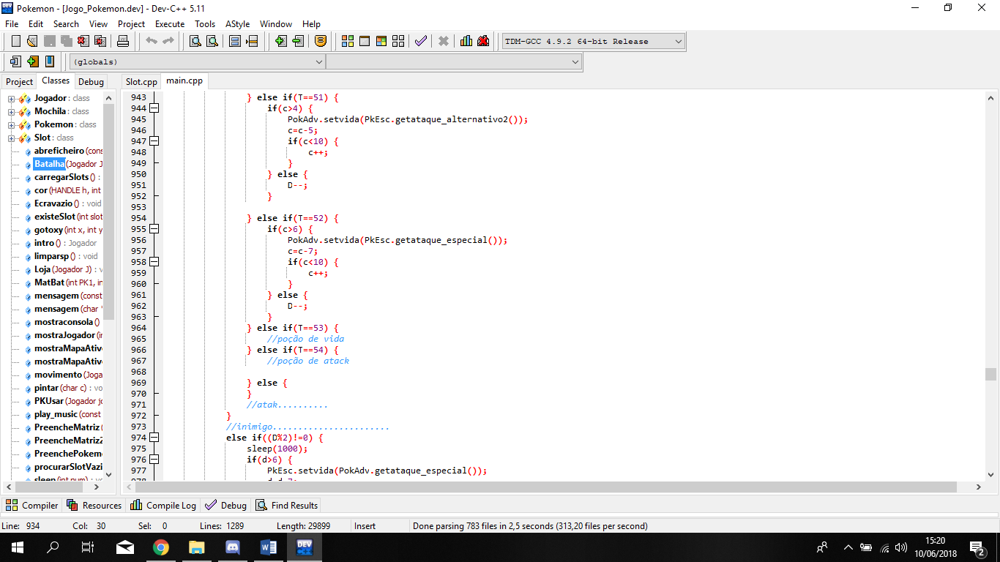 Pokemon - [Jogo_Pokemon.dev] - Dev-C++ 5.11
File Edit Search View Project Execute Tools AStyle Window Help
TDM-GCC 4.9.2 64-bit Release
(globals)
Project Classes Debug
Slot.cpp main.cpp
Jogador : class
Mochila : class
Pokemon : class
Slot : class
abreficheiro (cons
Batalha (Jogador J
carregarSlots () :
cor (HANDLE h, int
Ecravazio () : void
existeSlot (int slot
gotoxy (int x, int y
intro () : Jogador
limparsp () : void
Loja (Jogador J) : v
MatBat (int PK1, in
mensagem (const
mensagem (char *
mostraconsola ()
mostraJogador (in
mostraMapaAtiv
mostraMapaAtiv
movimento (Joga
pintar (char c) : vo
PKUsar (Jogador jo
play_music (const
PreencheMatriz (
PreencheMatriz2
PreenchePokem
procurarSlotVazi
sleep (int num) : v
943 } else if(T==51) {
944 if(c>4) {
945 PokAdv.setvida(PkEsc.getataque_alternativo2());
946 c=c-5;
947 if(c<10) {
948 c++;
949 }
950 } else {
951 D--;
952 }
953
954 } else if(T==52) {
955 if(c>6) {
956 PokAdv.setvida(PkEsc.getataque_especial());
957 c=c-7;
958 if(c<10) {
959 c++;
960 }
961 } else {
962 D--;
963 }
964 } else if(T==53) {
965 //poção de vida
966 } else if(T==54) {
967 //poção de atack
968
969 } else {
970 }
971 //atak..........
972 }
973 //inimigo.......................
974 else if((D%2)!=0) {
975 sleep(1000);
976 if(d>6) {
977 PkEsc.setvida(PokAdv.getataque_especial());
Compiler Resources Compile Log Debug Find Results
Line: 934 Col: 30 Sel: 0 Lines: 1289 Length: 29899 Insert Done parsing 783 files in 2,5 seconds (313,20 files per second)
15:20
10/06/2018
2